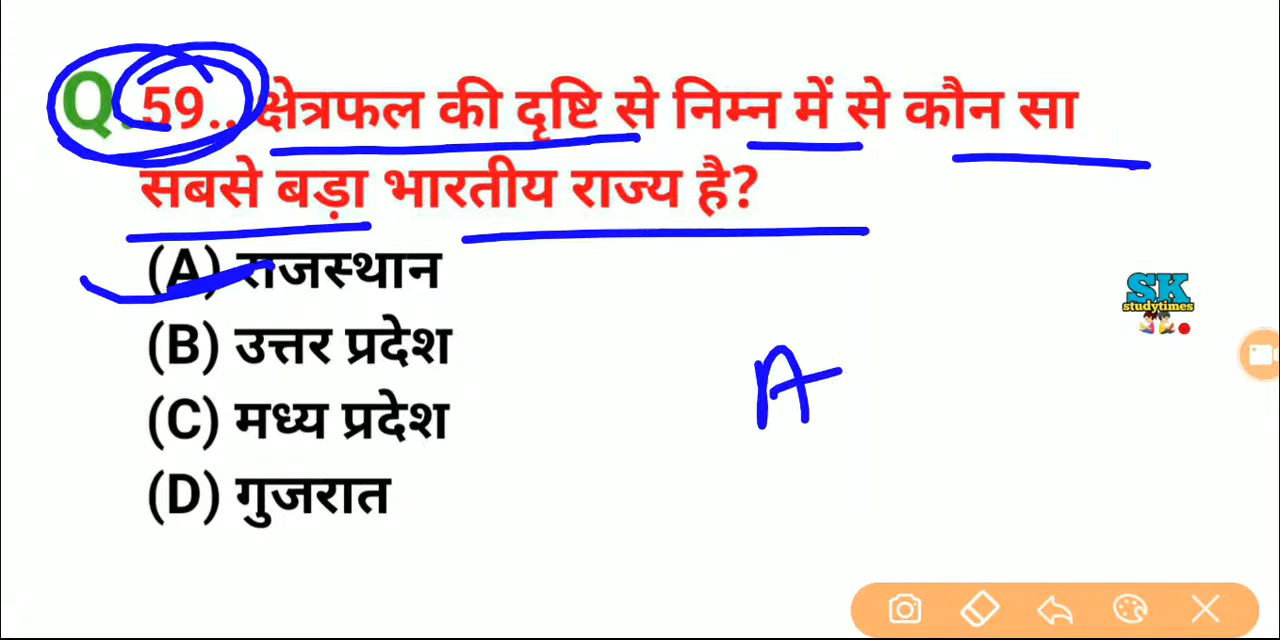 Q.59.. क्षेत्रफल की दृष्टि से निम्न में से कौन सा
सबसे बड़ा भारतीय राज्य है?
(A) राजस्थान
(B) उत्तर प्रदेश
(C) मध्य प्रदेश
(D) गुजरात
A
SK
studytimes